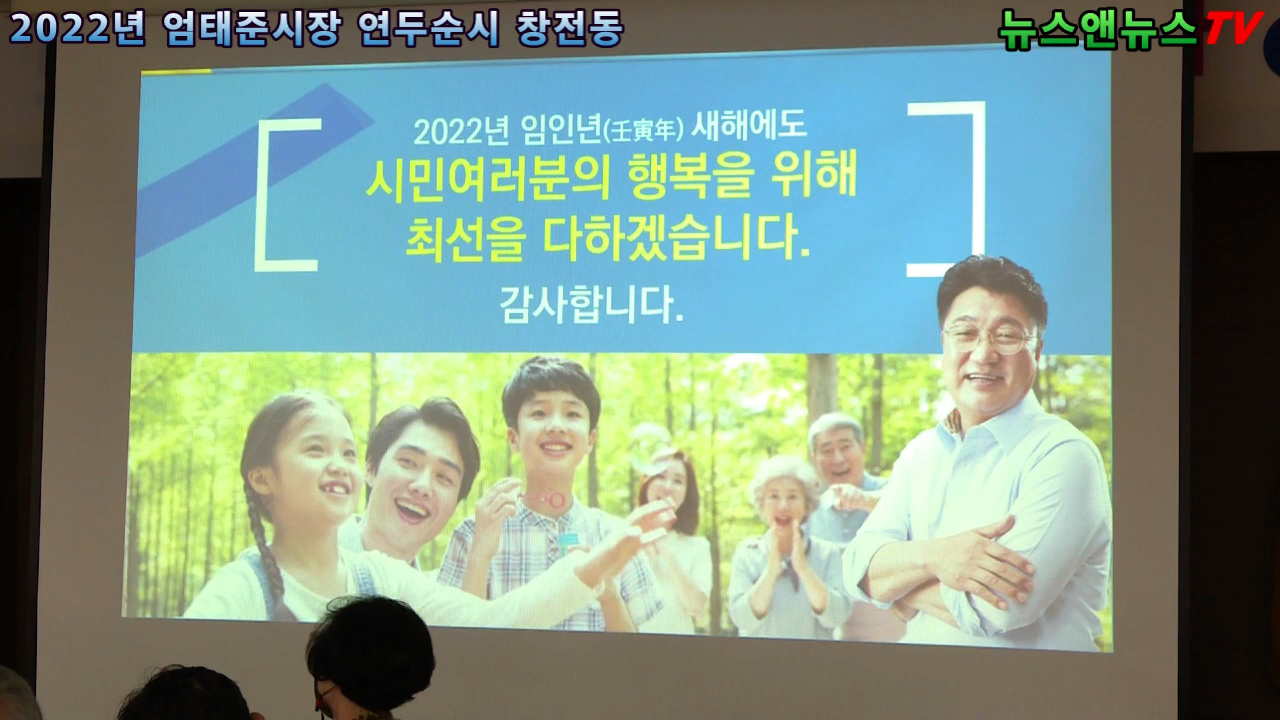 2022년 엄태준시장 연두순시 창전동
뉴스앤뉴스TV
2022년 임인년(壬寅年) 새해에도
시민여러분의 행복을 위해
최선을 다하겠습니다.
감사합니다.